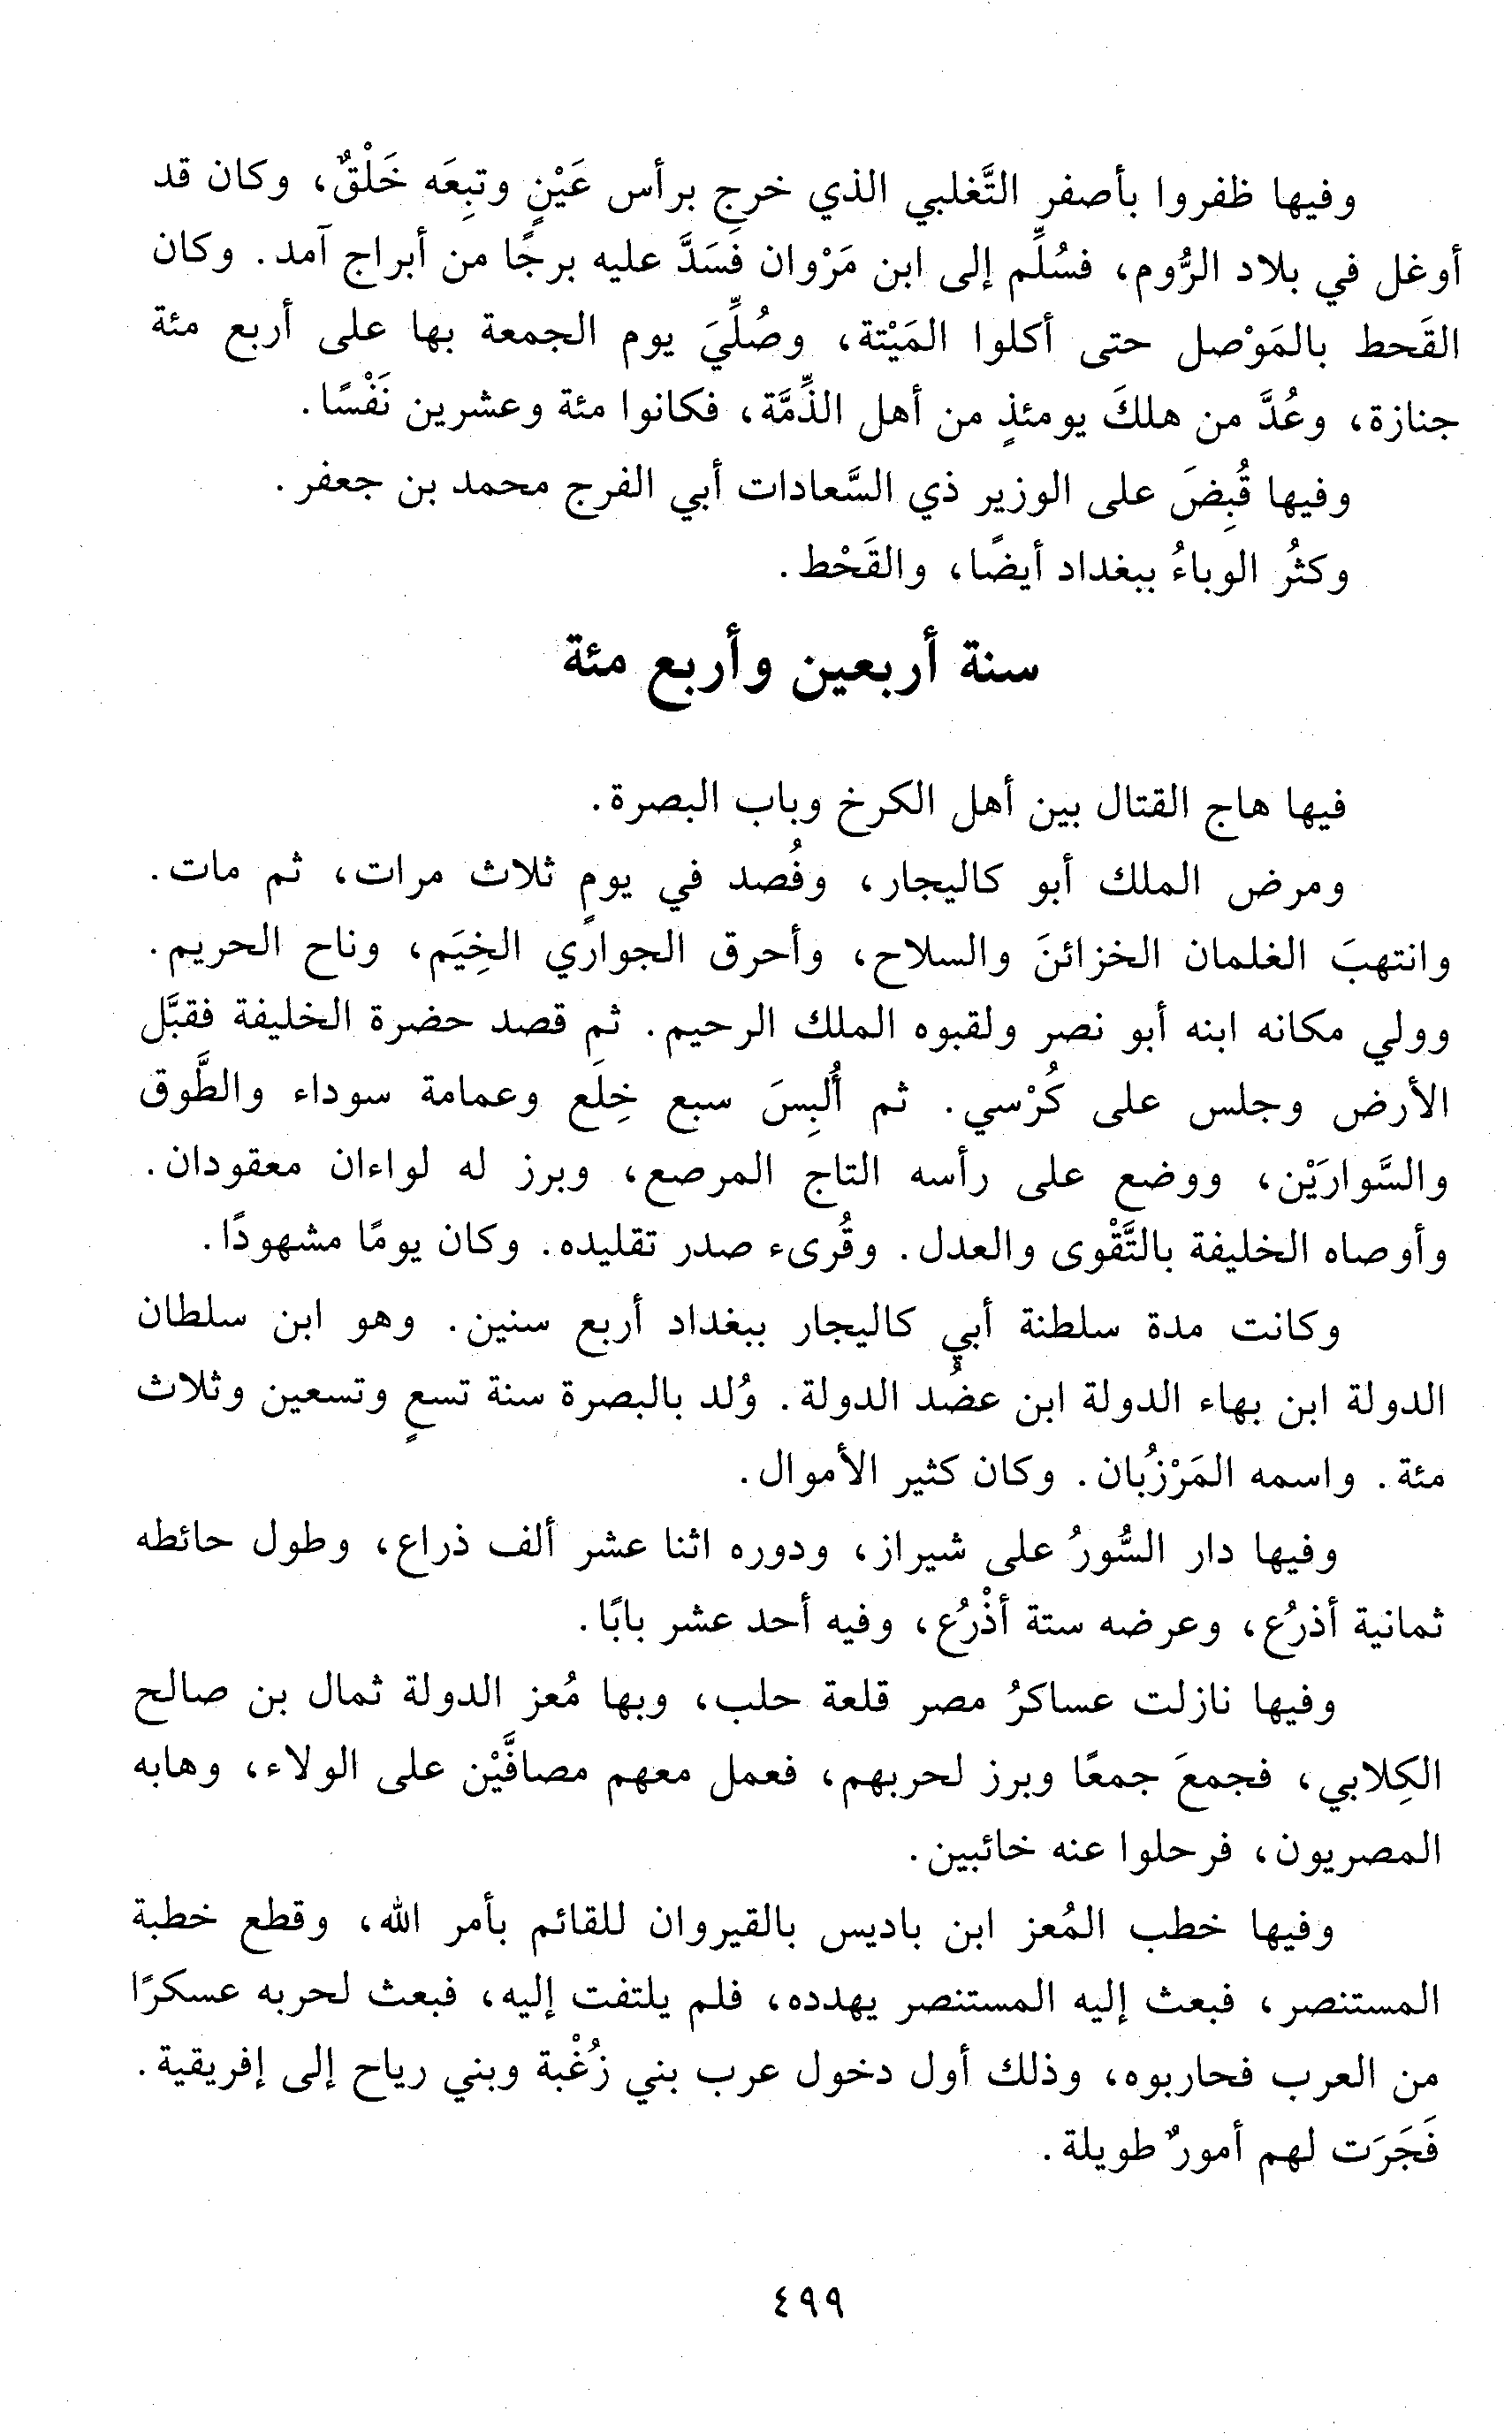 وفيها ظفروا بأصفر التَّغلبي الذي خرج برأس عَيْنٍ وتبِعَه خَلْقٌ، وكان قد
أوغل في بلاد الرُّوم، فسُلِّم إلى ابن مَرْوان فَسَدَّ عليه برجًا من أبراج آمد. وكان
القَحط بالمَوْصل حتى أكلوا المَيْتة، وصُلِّيَ يوم الجمعة بها على أربع مئة
جنازة، وعُدَّ من هلكَ يومئذٍ من أهل الذِّمَّة، فكانوا مئة وعشرين نَفْسًا.
وفيها قُبِضَ على الوزير ذي السَّعادات أبي الفرج محمد بن جعفر.
وكثُر الوباءُ ببغداد أيضًا، والقَحْط.
سنة أربعين وأربع مئة
فيها هاج القتال بين أهل الكرخ وباب البصرة.
ومرض الملك أبو كاليجار، وفُصد في يومٍ ثلاث مرات، ثم مات.
وانتهبَ الغلمان الخزائنَ والسلاح، وأحرق الجواري الخِيَم، وناح الحريم.
وولي مكانه ابنه أبو نصر ولقبوه الملك الرحيم. ثم قصد حضرة الخليفة فقبَّل
الأرض وجلس على كُرْسي. ثم أُلبِسَ سبع خِلَع وعمامة سوداء والطَّوق
والسَّوارَيْن، ووضع على رأسه التاج المرصع، وبرز له لواءان معقودان.
وأوصاه الخليفة بالتَّقْوى والعدل. وقُرىء صدر تقليده. وكان يومًا مشهودًا.
وكانت مدة سلطنة أبي كاليجار ببغداد أربع سنين. وهو ابن سلطان
الدولة ابن بهاء الدولة ابن عضُد الدولة. وُلد بالبصرة سنة تسعٍ وتسعين وثلاث
مئة. واسمه المَرْزُبان. وكان كثير الأموال.
وفيها دار السُّورُ على شيراز، ودوره اثنا عشر ألف ذراع، وطول حائطه
ثمانية أذرُع، وعرضه ستة أذْرُع، وفيه أحد عشر بابًا.
وفيها نازلت عساكرُ مصر قلعة حلب، وبها مُعز الدولة ثمال بن صالح
الكِلابي، فجمعَ جمعًا وبرز لحربهم، فعمل معهم مصافَّيْن على الولاء، وهابه
المصريون، فرحلوا عنه خائبين.
وفيها خطب المُعز ابن باديس بالقيروان للقائم بأمر الله، وقطع خطبة
المستنصر، فبعث إليه المستنصر يهدده، فلم يلتفت إليه، فبعث لحربه عسكرًا
من العرب فحاربوه، وذلك أول دخول عرب بني زُغْبة وبني رياح إلى إفريقية.
فَجَرَت لهم أمورٌ طويلة.
٤٩٩